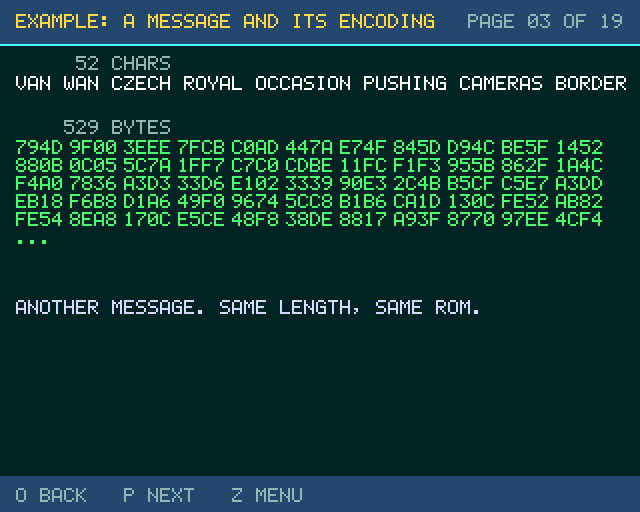 EXAMPLE: A MESSAGE AND ITS ENCODING PAGE 03 OF 19
52 CHARS
VAN WAN CZECH ROYAL OCCASION PUSHING CAMERAS BORDER
529 BYTES
794D 9F00 3EEE 7FCB C0AD 447A E74F 845D D94C BE5F 1452
880B 0C05 5C7A 1FF7 C7C0 CDBE 11FC F1F3 955B 862F 1A4C
F4A0 7836 A3D3 33D6 E102 3339 90E3 2C4B B5CF C5E7 A3DD
EB18 F6B8 D1A6 49F0 9674 5CC8 B1B6 CA1D 130C FE52 AB82
FE54 8EA8 170C E5CE 48F8 38DE 8817 A93F 8770 97EE 4CF4
...
ANOTHER MESSAGE. SAME LENGTH, SAME ROM.
O BACK P NEXT Z MENU